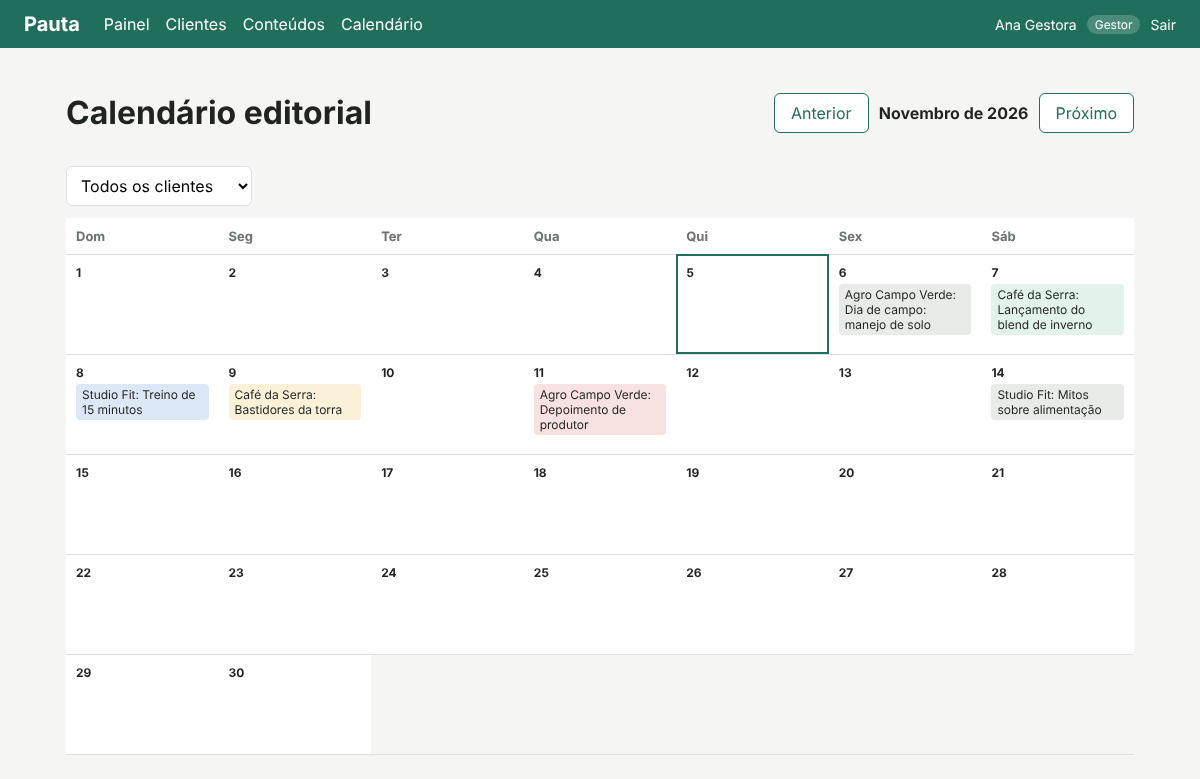 Pauta Painel Clientes Conteúdos Calendário Ana Gestora Gestor Sair
Calendário editorial
Anterior Novembro de 2026 Próximo
Todos os clientes
Dom Seg Ter Qua Qui Sex Sáb
1 2 3 4 5 6 7
Agro Campo Verde:
Dia de campo:
manejo de solo
Café da Serra:
Lançamento do
blend de inverno
8 9 10 11 12 13 14
Studio Fit: Treino de
15 minutos
Café da Serra:
Bastidores da torra
Agro Campo Verde:
Depoimento de
produtor
Studio Fit: Mitos
sobre alimentação
15 16 17 18 19 20 21
22 23 24 25 26 27 28
29 30